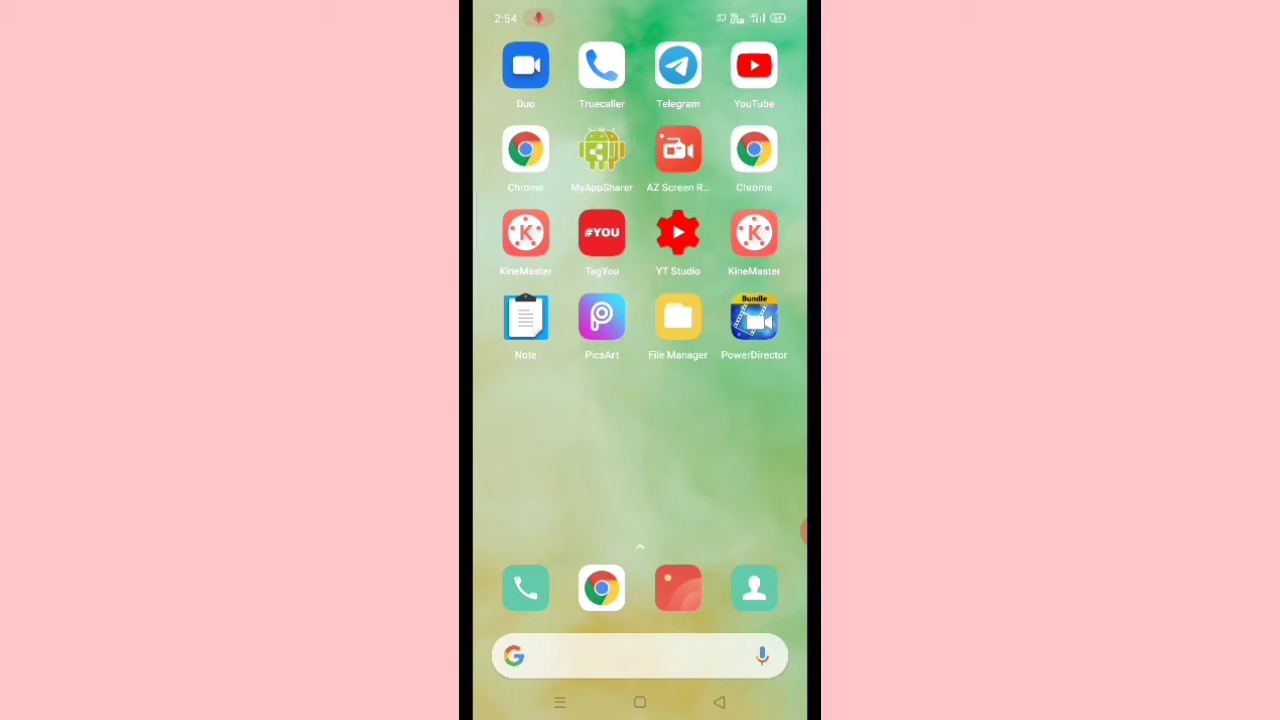 2:54
64
Duo
Truecaller
Telegram
YouTube
Chrome
MyAppSharer
AZ Screen R...
Chrome
K
#YOU
K
KineMaster
TagYou
YT Studio
KineMaster
Bundle
Note
PicsArt
File Manager
PowerDirector